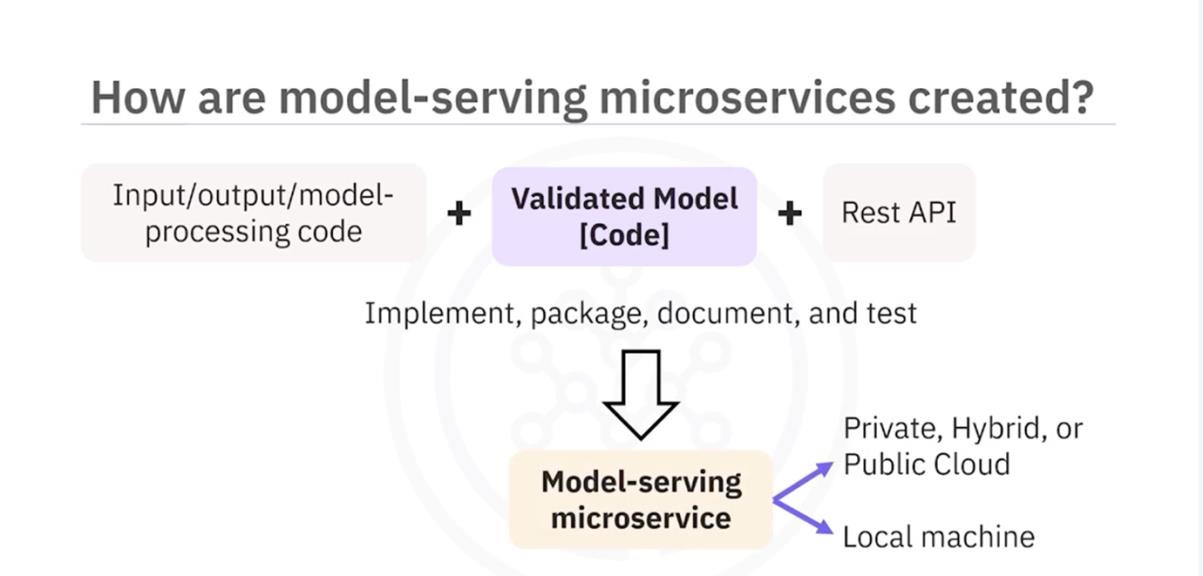 How are model-serving microservices created?
Input/output/model-
processing code
+
Validated Model
[Code]
+
Rest API
Implement, package, document, and test
Model-serving
microservice
Private, Hybrid, or
Public Cloud
Local machine